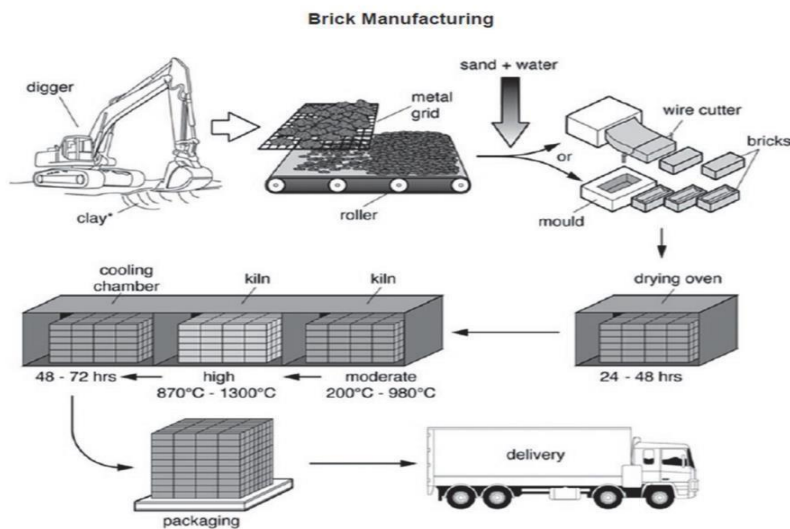 Brick Manufacturing
digger
clay*
metal
grid
roller
sand + water
or
wire cutter
bricks
mould
drying oven
24 - 48 hrs
kiln
moderate
200°C - 980°C
kiln
high
870°C - 1300°C
cooling
chamber
48 - 72 hrs
packaging
delivery